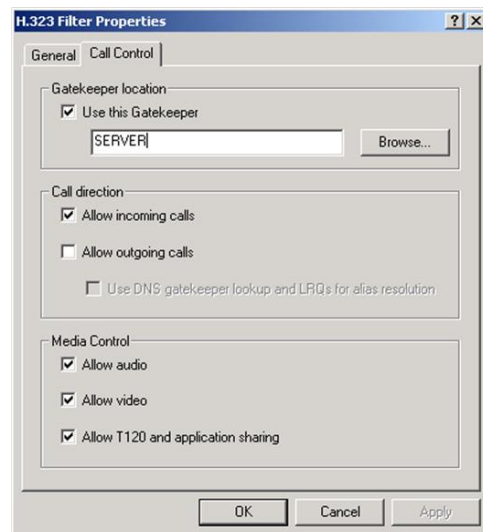 H.323 Filter Properties
General Call Control
Gatekeeper location
Use this Gatekeeper
SERVER
Browse...
Call direction
Allow incoming calls
Allow outgoing calls
Use DNS gatekeeper lookup and LRQs for alias resolution
Media Control
Allow audio
Allow video
Allow T120 and application sharing
OK Cancel Apply